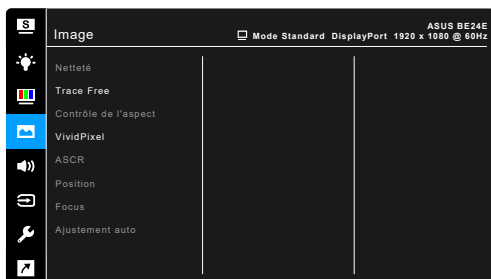 S
ASUS BE24E
Image
Mode Standard DisplayPort 1920 x 1080 @ 60Hz
Netteté
Trace Free
Contrôle de l'aspect
VividPixel
ASCR
Position
Focus
Ajustement auto